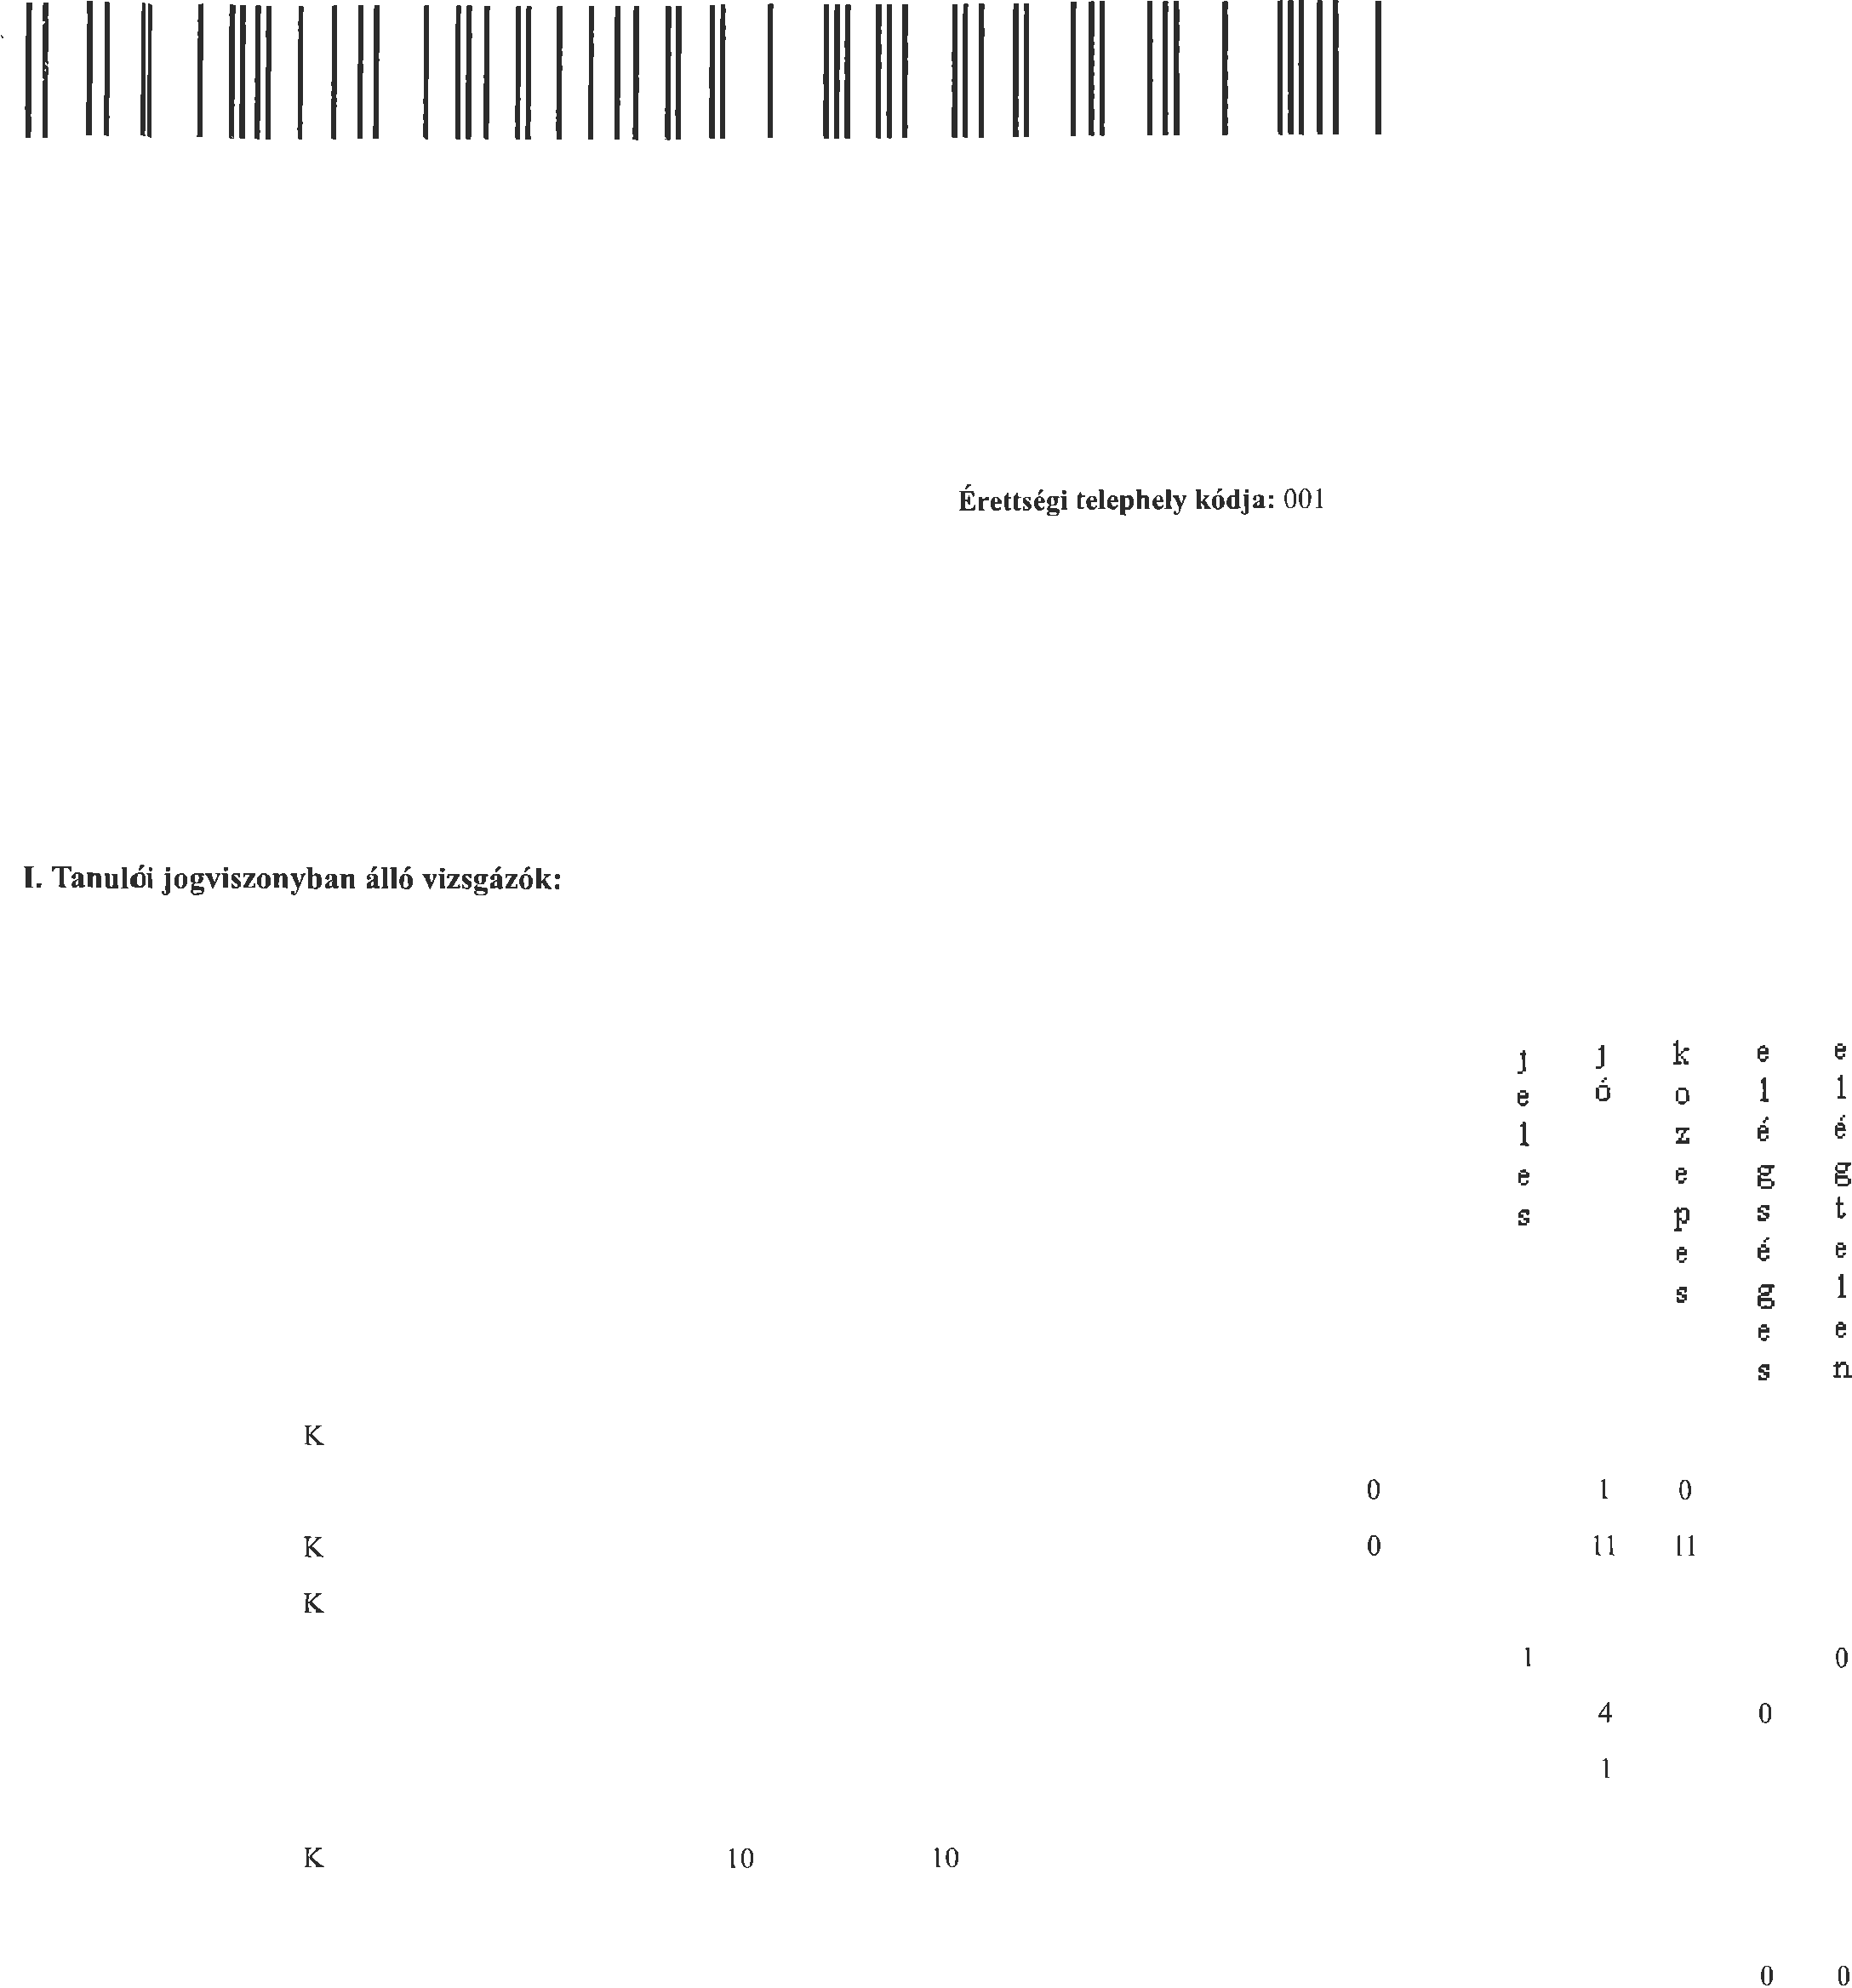 Érettségi telephely kódja: 001
I. Tanulói jogviszonyban álló vizsgázók:
jeles jó kozepes elégséges elégtelen
K
0 1 0
K 0 11 11
K
1 0
4 0
1
K 10 10
0 0